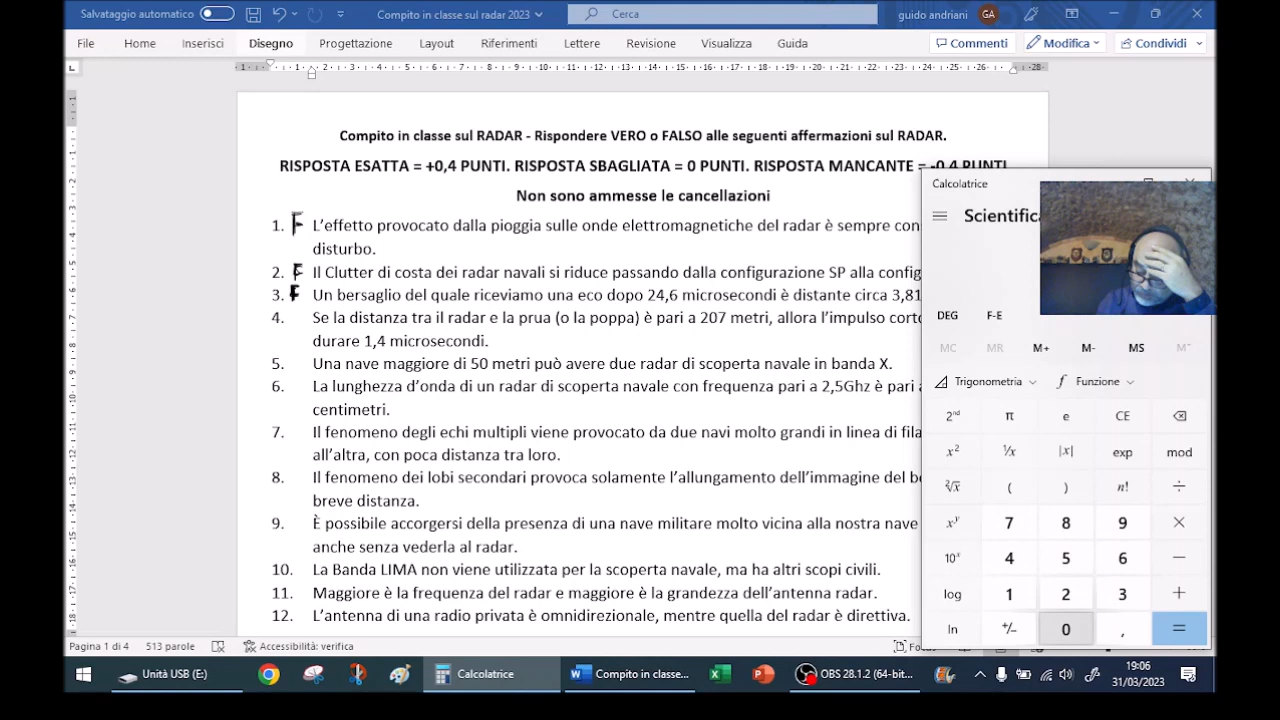 Salvataggio automatico
Compito in classe sul radar 2023
Cerca
guido andriani
GA
File
Home
Inserisci
Disegno
Progettazione
Layout
Riferimenti
Lettere
Revisione
Visualizza
Guida
Commenti
Modifica
Condividi
Compito in classe sul RADAR - Rispondere VERO o FALSO alle seguenti affermazioni sul RADAR.
RISPOSTA ESATTA = +0,4 PUNTI. RISPOSTA SBAGLIATA = 0 PUNTI. RISPOSTA MANCANTE = -0,4 PUNTI
Non sono ammesse le cancellazioni
1. F L'effetto provocato dalla pioggia sulle onde elettromagnetiche del radar è sempre con
disturbo.
2. F Il Clutter di costa dei radar navali si riduce passando dalla configurazione SP alla config
3. F Un bersaglio del quale riceviamo una eco dopo 24,6 microsecondi è distante circa 3,81
4. Se la distanza tra il radar e la prua (o la poppa) è pari a 207 metri, allora l'impulso corto
durare 1,4 microsecondi.
5. Una nave maggiore di 50 metri può avere due radar di scoperta navale in banda X.
6. La lunghezza d'onda di un radar di scoperta navale con frequenza pari a 2,5Ghz è pari a
centimetri.
7. Il fenomeno degli echi multipli viene provocato da due navi molto grandi in linea di fila
all'altra, con poca distanza tra loro.
8. Il fenomeno dei lobi secondari provoca solamente l'allungamento dell'immagine del be
breve distanza.
9. È possibile accorgersi della presenza di una nave militare molto vicina alla nostra nave
anche senza vederla al radar.
10. La Banda LIMA non viene utilizzata per la scoperta navale, ma ha altri scopi civili.
11. Maggiore è la frequenza del radar e maggiore è la grandezza dell'antenna radar.
12. L'antenna di una radio privata è omnidirezionale, mentre quella del radar è direttiva.
Calcolatrice
Scientifica
DEG F-E
MC MR M+ M- MS M˅
Trigonometria Funzione
2ⁿᵈ π e CE
x² ¹/x |x| exp mod
²√x ( ) n! ÷
xʸ 7 8 9 ×
10ˣ 4 5 6 −
log 1 2 3 +
ln +/− 0 , =
Pagina 1 di 4
513 parole
Accessibilità: verifica
Unità USB (E:)
Calcolatrice
Compito in classe...
OBS 28.1.2 (64-bit...
19:06
31/03/2023